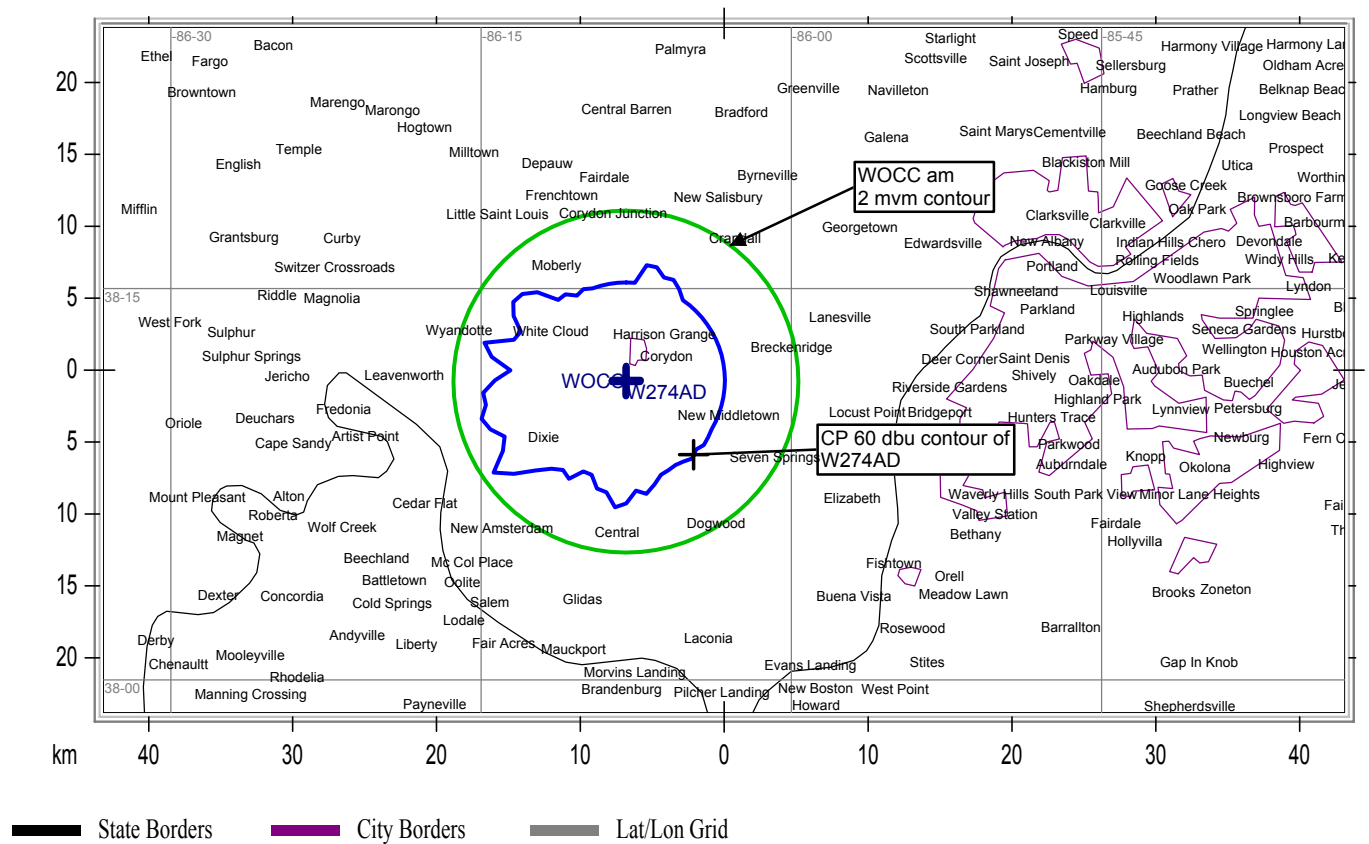 -86-30
-86-15
-86-00
-85-45
Ethel
Bacon
Fargo
Palmyra
Starlight
Scottsville
Speed
Saint Joseph
Sellersburg
Harmony Village
Harmony Lan
Oldham Acre
20
Browntown
Marengo
Marongo
Hogtown
Central Barren
Bradford
Greenville
Navilleton
Hamburg
Prather
Belknap Beac
Longview Beach
15
English
Temple
Milltown
Depauw
Fairdale
Frenchtown
Byrneville
New Salisbury
Galena
Saint Marys
Cementville
Beechland Beach
Blackiston Mill
Utica
Prospect
Worthin
WOCC am
2 mvm contour
Goose Creek
Brownsboro Farm
10
Mifflin
Grantsburg
Curby
Little Saint Louis
Corydon Junction
Crandall
Georgetown
Edwardsville
Clarksville
Clarkville
Oak Park
Barbourm
New Albany
Indian Hills Chero
Devondale
Switzer Crossroads
Moberly
Portland
Rolling Fields
Windy Hills
Ke
Woodlawn Park
38-15
5
Riddle
Magnolia
Shawneeland
Louisville
Lyndon
West Fork
Sulphur
Wyandotte
White Cloud
Harrison Grange
Lanesville
Parkland
Highlands
Springlee
South Parkland
Seneca Gardens
Hurstbo
Sulphur Springs
Corydon
Breckenridge
Parkway Village
Wellington
Houston Acr
0
Jericho
Leavenworth
WOCC
W274AD
Deer Corner
Saint Denis
Shively
Audubon Park
Oakdale
Buechel
Je
Riverside Gardens
Highland Park
Oriole
Deuchars
Fredonia
New Middletown
Locust Point
Bridgeport
Hunters Trace
Lynnview
Petersburg
Cape Sandy
Artist Point
Dixie
CP 60 dbu contour of
W274AD
5
Parkwood
Newburg
Fern C
Seven Springs
Auburndale
Knopp
Okolona
Highview
Mount Pleasant
Alton
Cedar Flat
Elizabeth
Waverly Hills
South Park View
Minor Lane Heights
10
Roberta
Magnet
Wolf Creek
New Amsterdam
Central
Dogwood
Valley Station
Bethany
Fairdale
Hollyvilla
Fai
Th
Beechland
Mc Col Place
Fishtown
15
Battletown
Oolite
Orell
Dexter
Concordia
Cold Springs
Salem
Glidas
Buena Vista
Meadow Lawn
Brooks
Zoneton
Lodale
Derby
Andyville
Liberty
Fair Acres
Mauckport
Laconia
Rosewood
Barrallton
20
Chenaultt
Mooleyville
Rhodelia
Morvins Landing
Evans Landing
Stites
Gap In Knob
38-00
Manning Crossing
Payneville
Brandenburg
Pilcher Landing
New Boston
Howard
West Point
Shepherdsville
km
40
30
20
10
0
10
20
30
40
State Borders
City Borders
Lat/Lon Grid